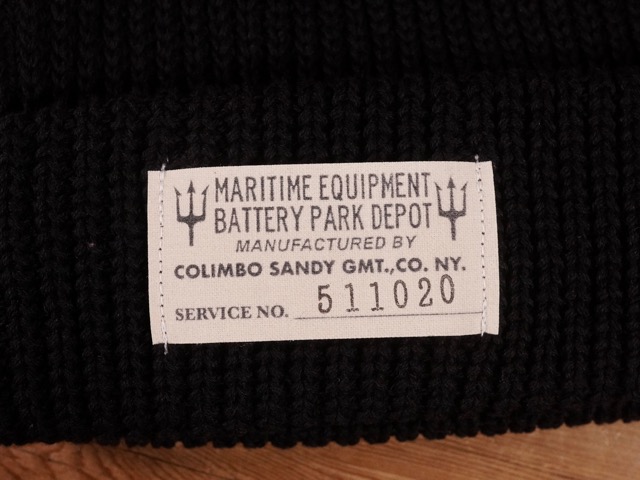 MARITIME EQUIPMENT
BATTERY PARK DEPOT
MANUFACTURED BY
COLIMBO SANDY GMT.,CO. NY.
SERVICE NO. 511020